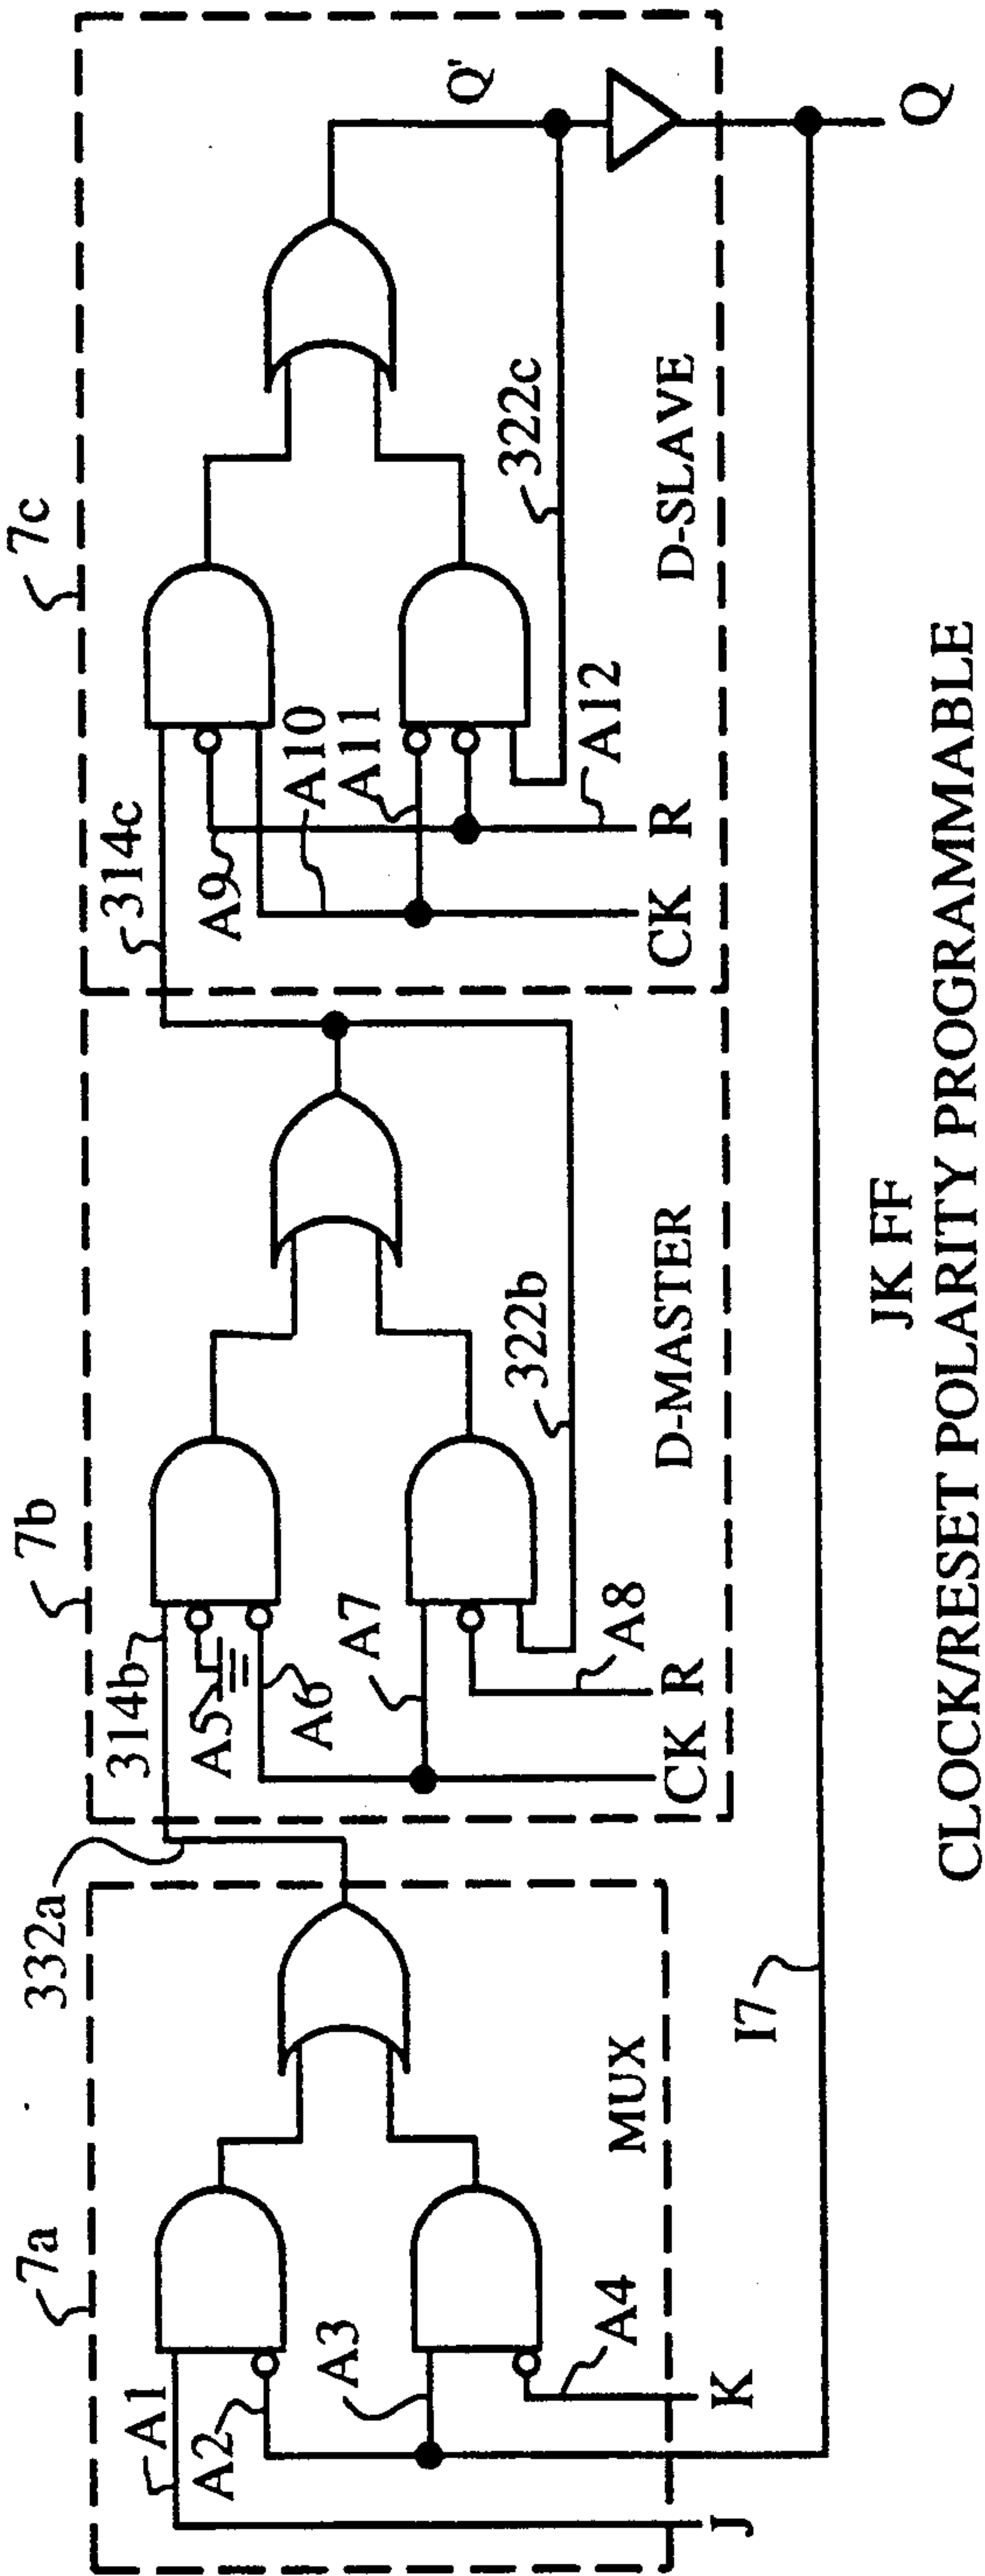 7a
7b
7c
332a
314b
314c
A1
A2
A3
A4
A5
A6
A7
A8
A9
A10
A11
A12
322b
322c
Q'
MUX
D-MASTER
D-SLAVE
J
K
CK
R
CK
R
Q
I7
JK FF
CLOCK/RESET POLARITY PROGRAMMABLE